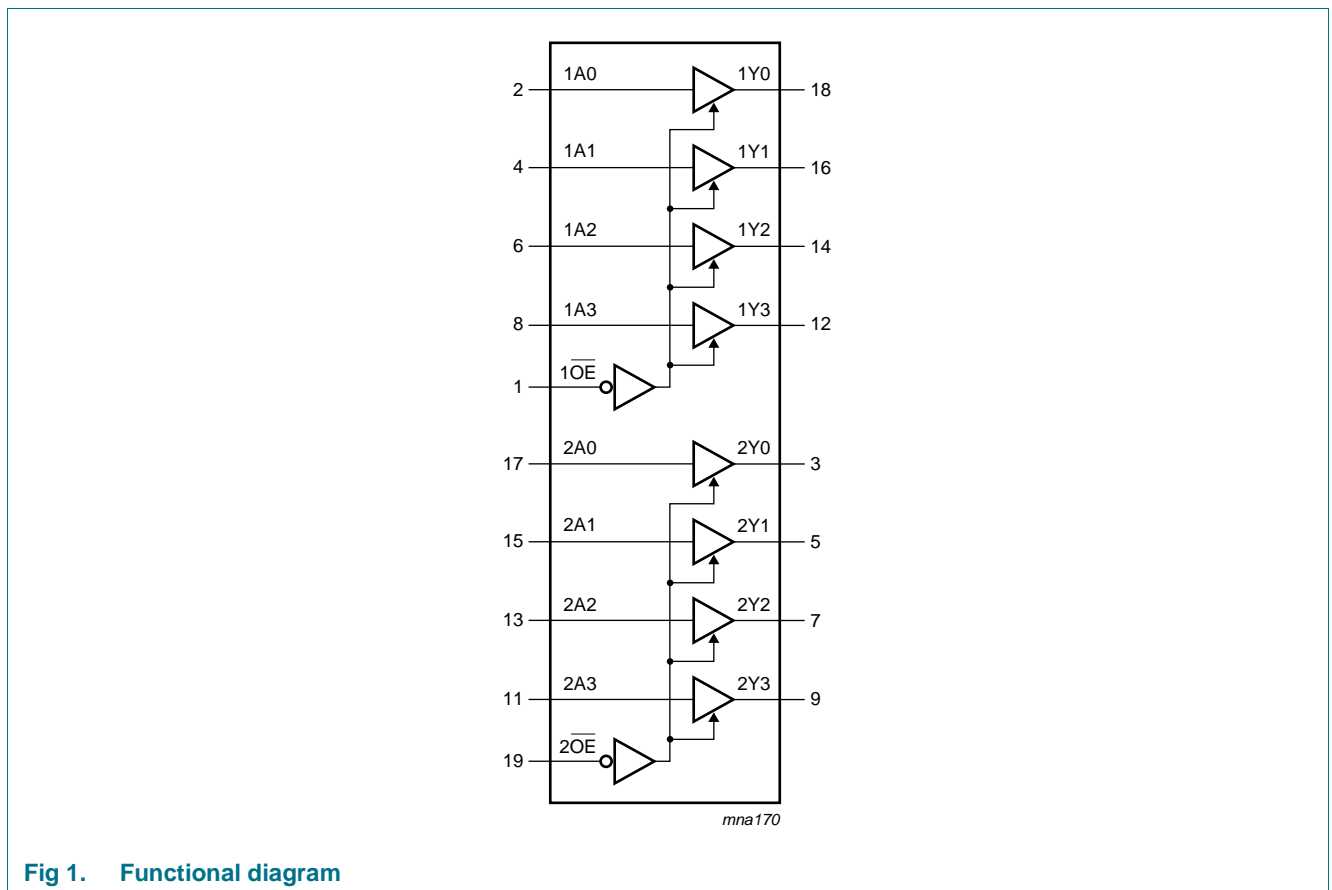 2 1A0 1Y0 18
4 1A1 1Y1 16
6 1A2 1Y2 14
8 1A3 1Y3 12
1 1O̅E̅
17 2A0 2Y0 3
15 2A1 2Y1 5
13 2A2 2Y2 7
11 2A3 2Y3 9
19 2O̅E̅
mna170
Fig 1. Functional diagram